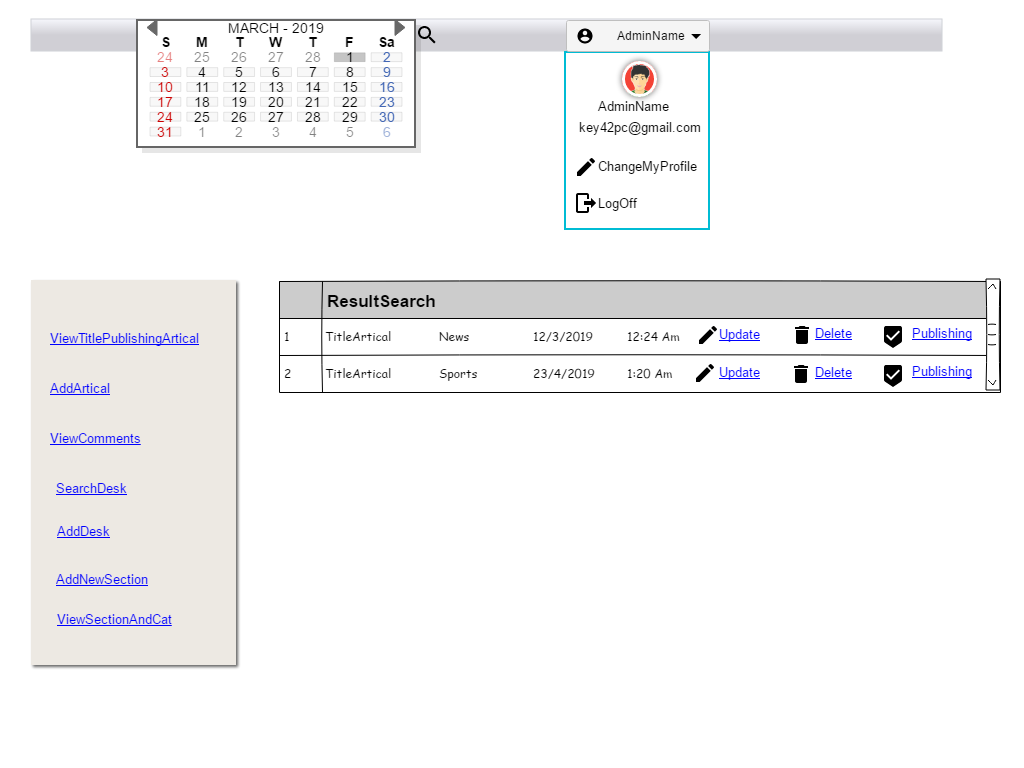 MARCH - 2019
S M T W T F Sa
24 25 26 27 28 1 2
3 4 5 6 7 8 9
10 11 12 13 14 15 16
17 18 19 20 21 22 23
24 25 26 27 28 29 30
31 1 2 3 4 5 6
AdminName
AdminName
key42pc@gmail.com
ChangeMyProfile
LogOff
ViewTitlePublishingArtical
AddArtical
ViewComments
SearchDesk
AddDesk
AddNewSection
ViewSectionAndCat
ResultSearch
1 TitleArtical News 12/3/2019 12:24 Am Update Delete Publishing
2 TitleArtical Sports 23/4/2019 1:20 Am Update Delete Publishing